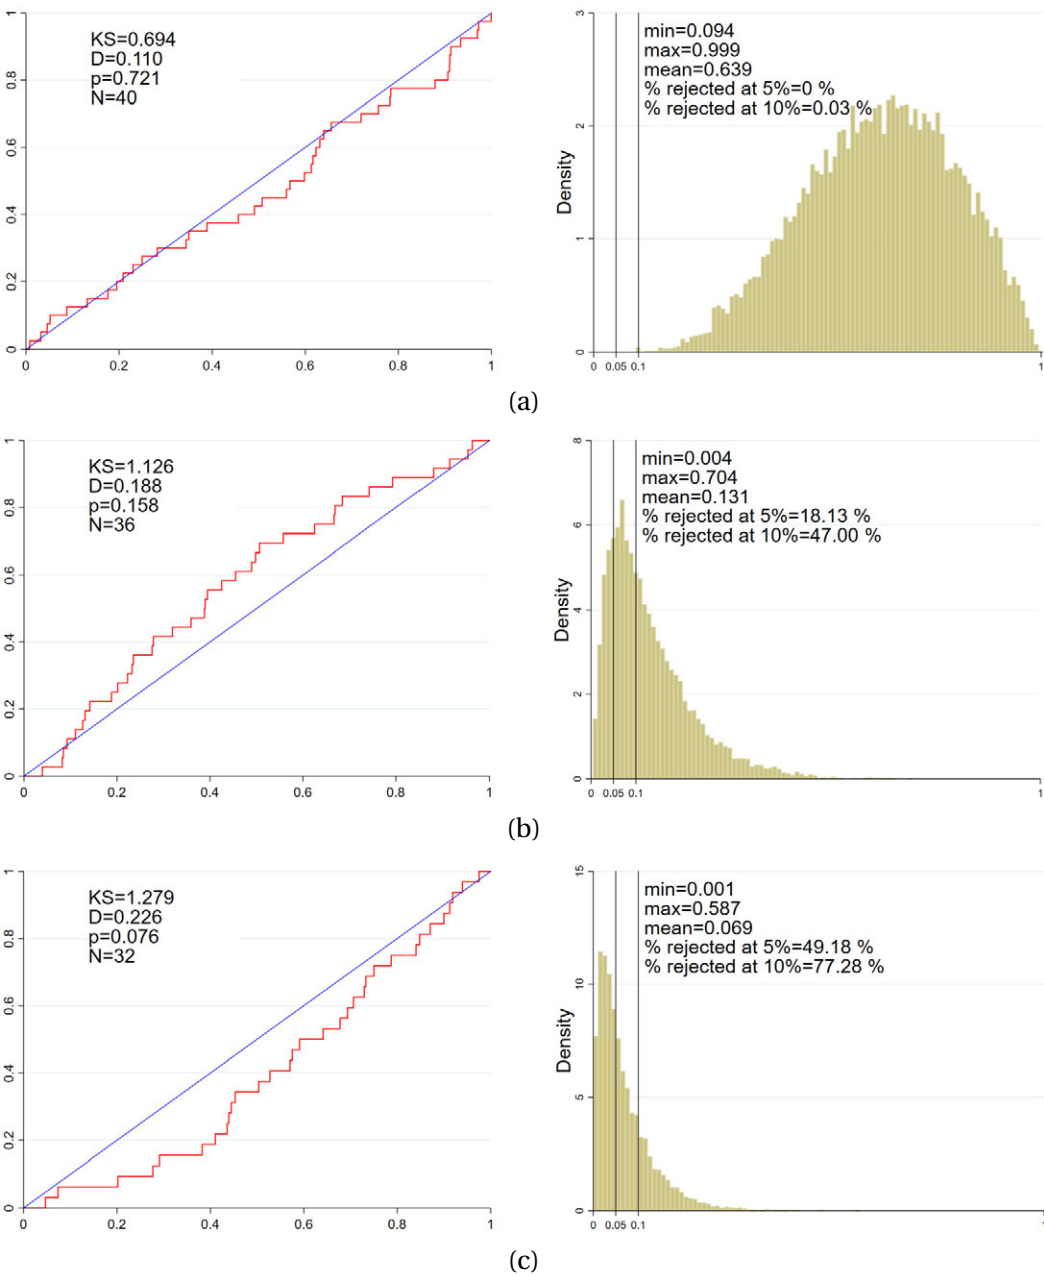 KS=0.694
D=0.110
p=0.721
N=40
0
0.2
0.4
0.6
0.8
1
0
0.2
0.4
0.6
0.8
1
min=0.094
max=0.999
mean=0.639
% rejected at 5%=0 %
% rejected at 10%=0.03 %
Density
0
1
2
3
0
0.05
0.1
1
(a)
KS=1.126
D=0.188
p=0.158
N=36
0
0.2
0.4
0.6
0.8
1
0
0.2
0.4
0.6
0.8
1
min=0.004
max=0.704
mean=0.131
% rejected at 5%=18.13 %
% rejected at 10%=47.00 %
Density
0
2
4
6
8
0
0.05
0.1
1
(b)
KS=1.279
D=0.226
p=0.076
N=32
0
0.2
0.4
0.6
0.8
1
0
0.2
0.4
0.6
0.8
1
min=0.001
max=0.587
mean=0.069
% rejected at 5%=49.18 %
% rejected at 10%=77.28 %
Density
0
5
10
15
0
0.05
0.1
1
(c)